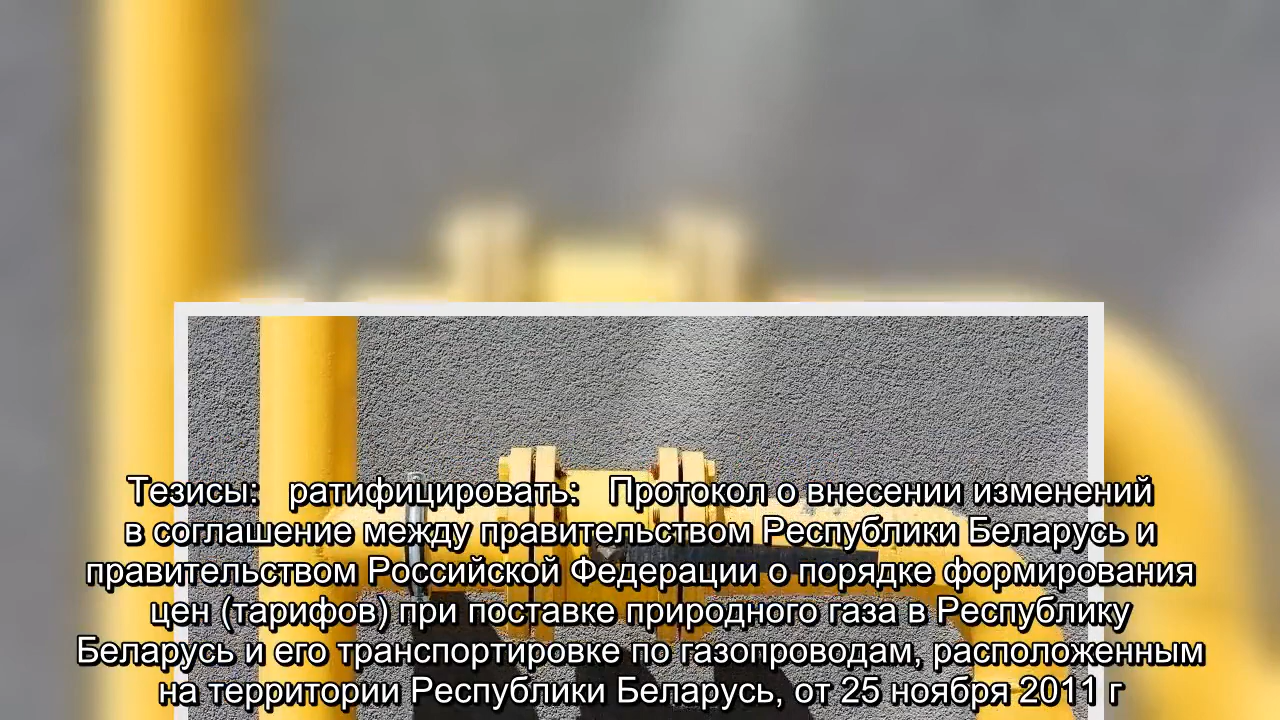 Тезисы:   ратифицировать:   Протокол о внесении изменений
в соглашение между правительством Республики Беларусь и
правительством Российской Федерации о порядке формирования
цен (тарифов) при поставке природного газа в Республику
Беларусь и его транспортировке по газопроводам, расположенным
на территории Республики Беларусь, от 25 ноября 2011 г